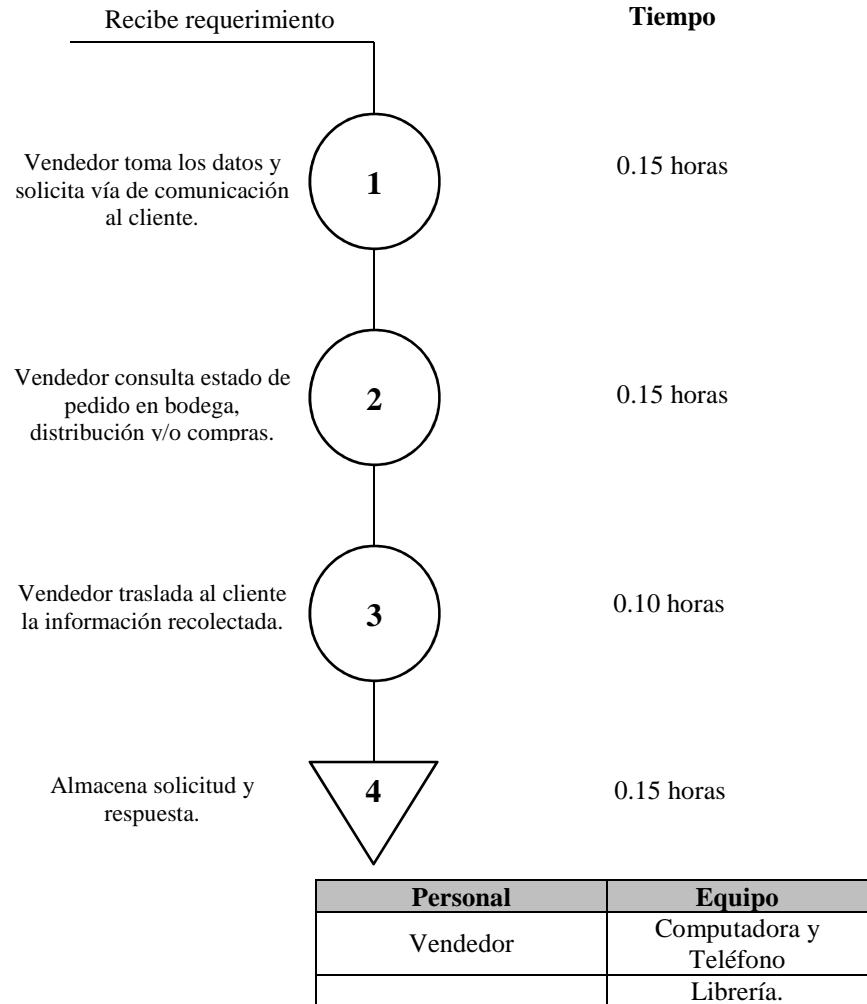 Recibe requerimiento
Tiempo
Vendedor toma los datos y
solicita vía de comunicación
al cliente.
1
0.15 horas
Vendedor consulta estado de
pedido en bodega,
distribución y/o compras.
2
0.15 horas
Vendedor traslada al cliente
la información recolectada.
3
0.10 horas
Almacena solicitud y
respuesta.
4
0.15 horas
Personal
Equipo
Vendedor
Computadora y
Teléfono
Librería.